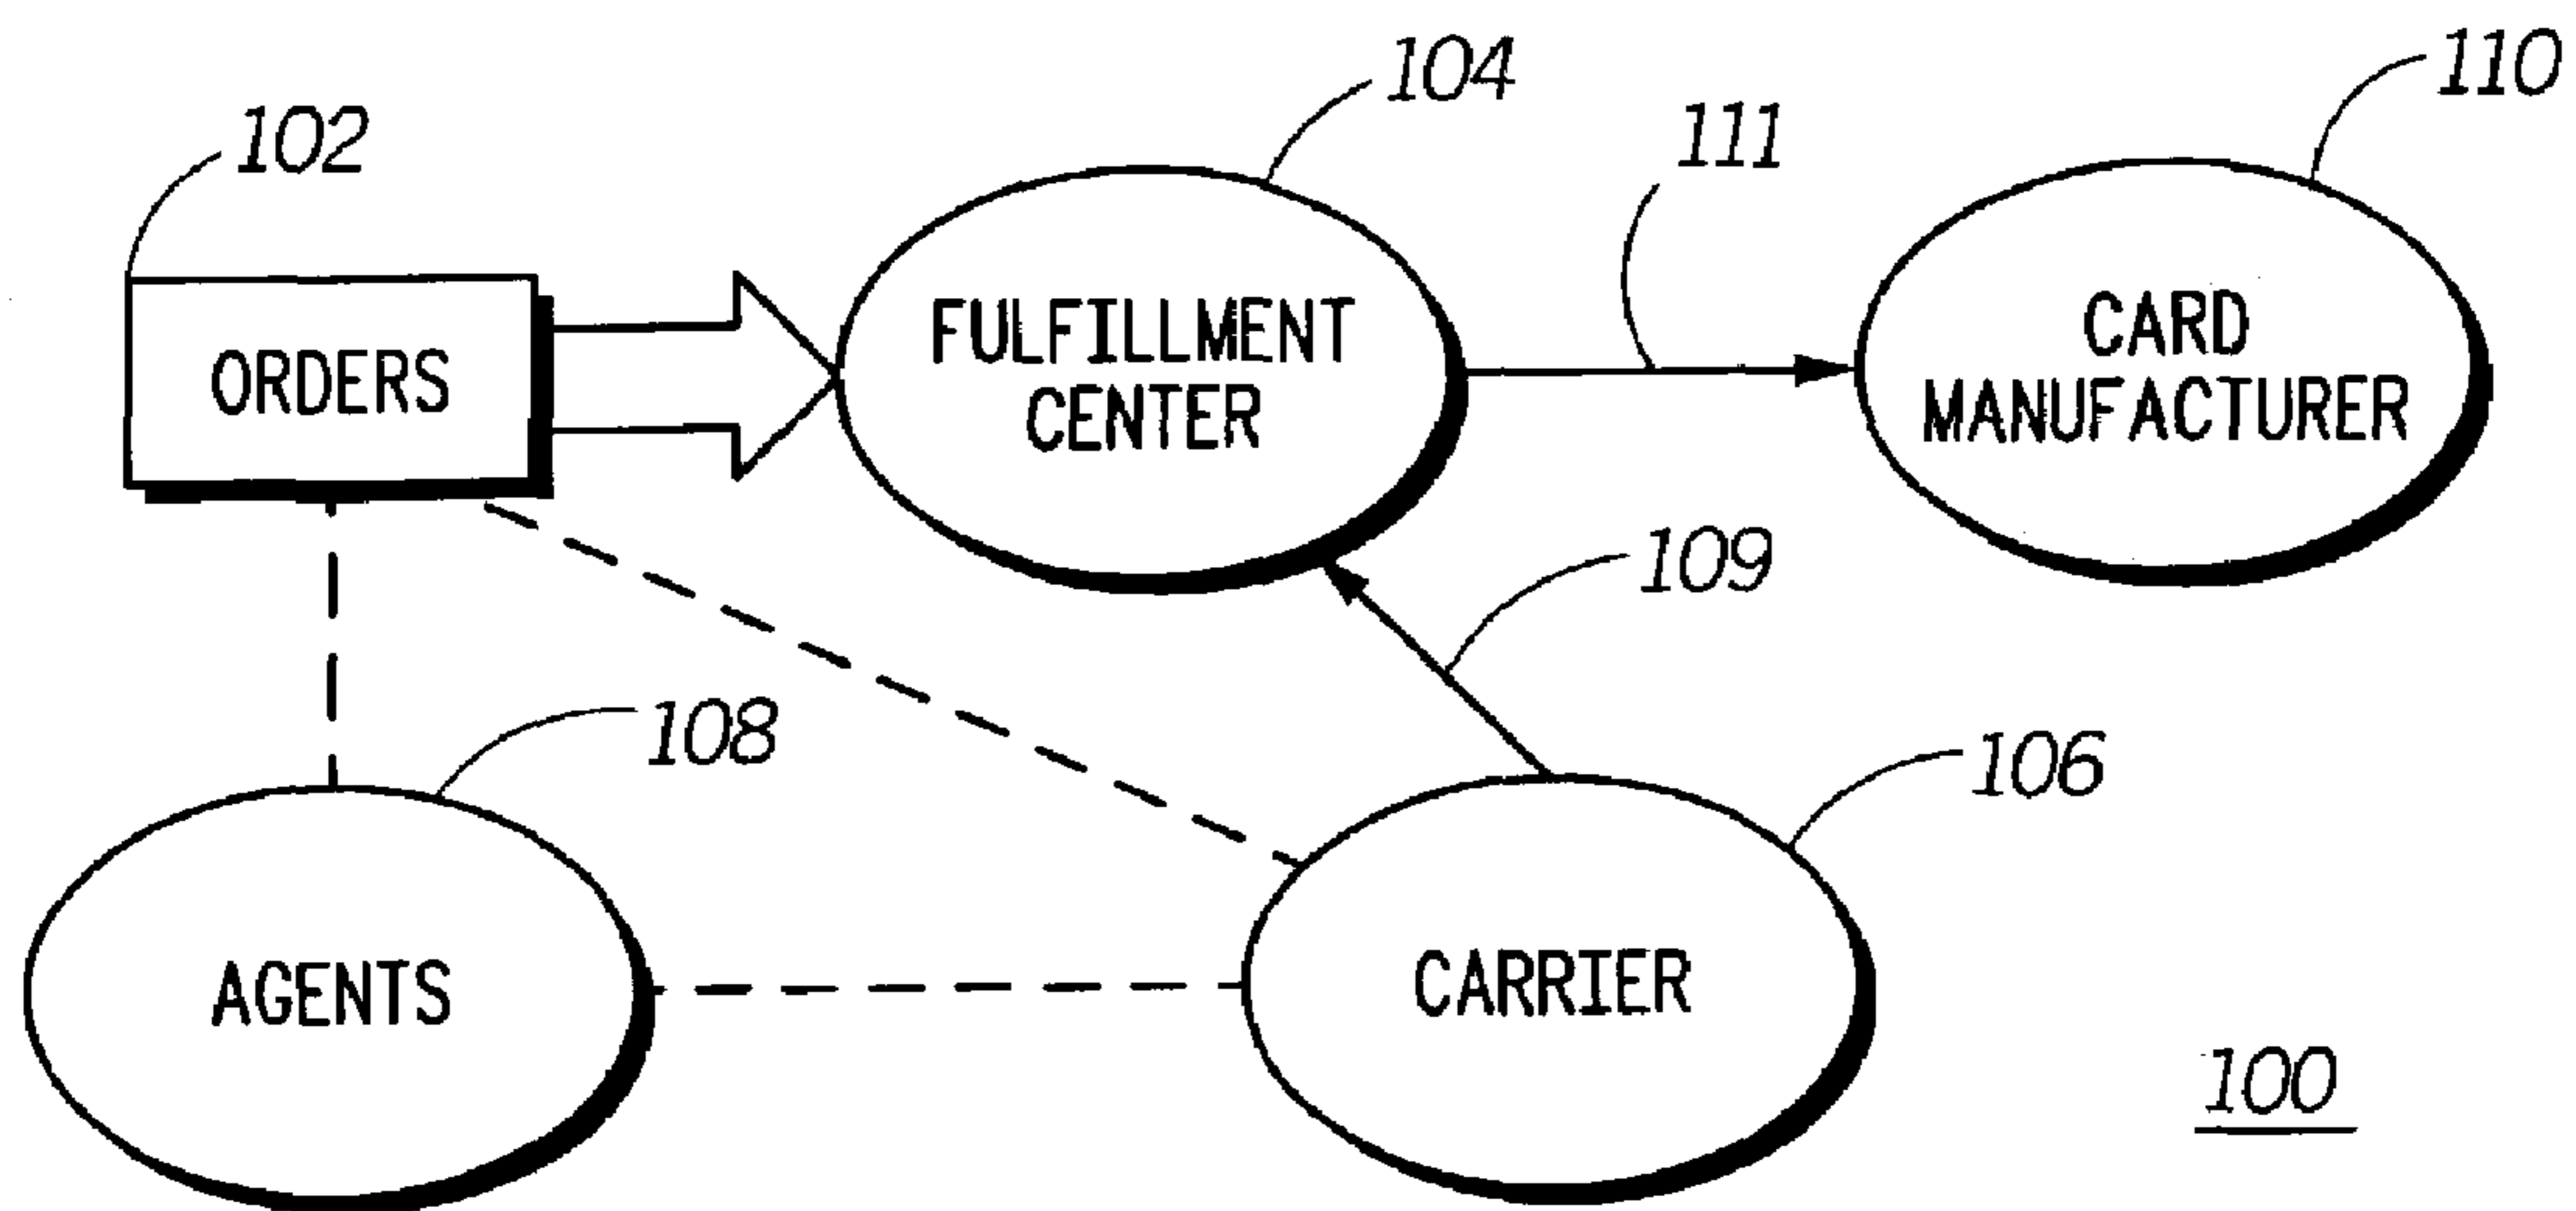 104
110
102
111
ORDERS
FULFILLMENT
CENTER
CARD
MANUFACTURER
109
108
106
AGENTS
CARRIER
100